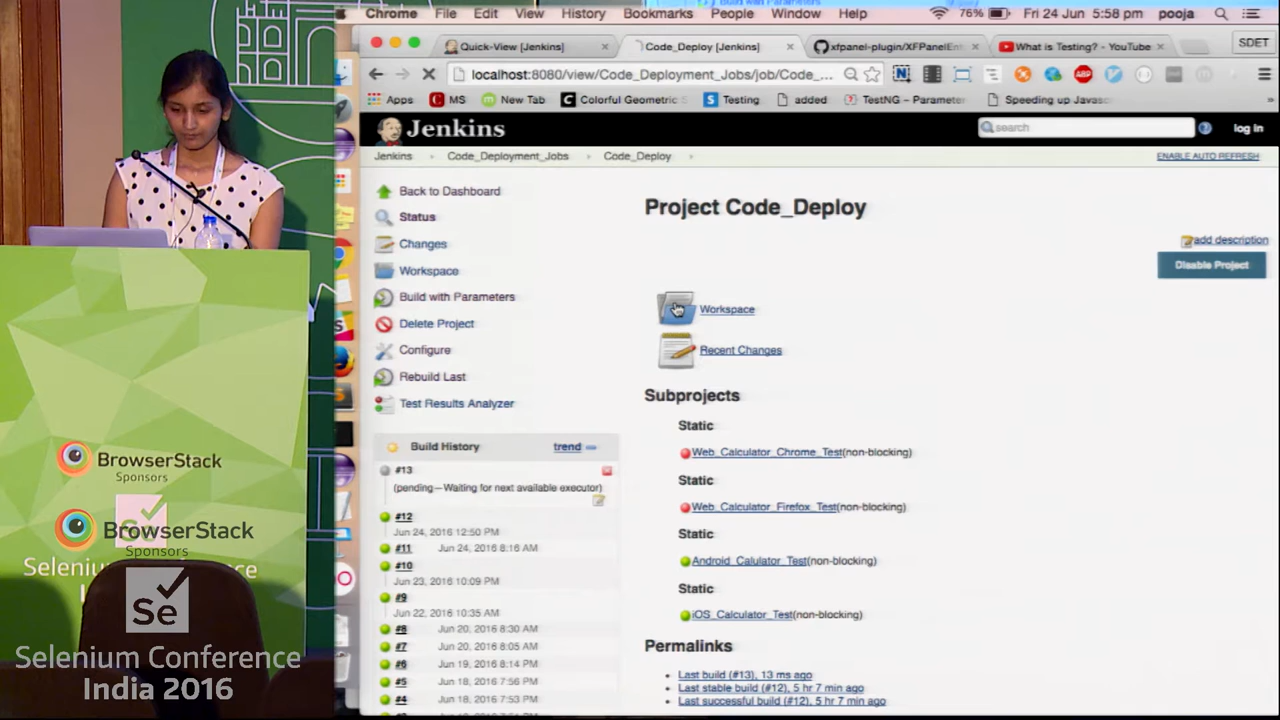 Chrome File Edit View History Bookmarks People Window Help 76% Fri 24 Jun 5:58 pm pooja
Quick-View [Jenkins] Code_Deploy [Jenkins] xfpanel-plugin/XFPanelEnt What is Testing? - YouTube SDET
localhost:8080/view/Code_Deployment_Jobs/job/Code_... ABP
Apps MS New Tab Colorful Geometric S Testing added TestNG – Parameter Speeding up Javasc
Jenkins search log in
Jenkins Code_Deployment_Jobs Code_Deploy ENABLE AUTO REFRESH
Back to Dashboard
Status
Changes
Workspace
Build with Parameters
Delete Project
Configure
Rebuild Last
Test Results Analyzer
Build History trend
#13
(pending—Waiting for next available executor)
#12
Jun 24, 2016 12:50 PM
#11 Jun 24, 2016 8:16 AM
#10
Jun 23, 2016 10:09 PM
#9
Jun 22, 2016 10:35 AM
#8 Jun 20, 2016 8:30 AM
#7 Jun 20, 2016 8:05 AM
#6 Jun 19, 2016 8:14 PM
#5 Jun 18, 2016 7:56 PM
#4 Jun 18, 2016 7:53 PM
Project Code_Deploy
add description
Disable Project
Workspace
Recent Changes
Subprojects
Static
Web_Calculator_Chrome_Test(non-blocking)
Static
Web_Calculator_Firefox_Test(non-blocking)
Static
Android_Calulator_Test(non-blocking)
Static
iOS_Calculator_Test(non-blocking)
Permalinks
Last build (#13), 13 ms ago
Last stable build (#12), 5 hr 7 min ago
Last successful build (#12), 5 hr 7 min ago
BrowserStack
Sponsors
BrowserStack
Sponsors
Se
Selenium Conference
India 2016